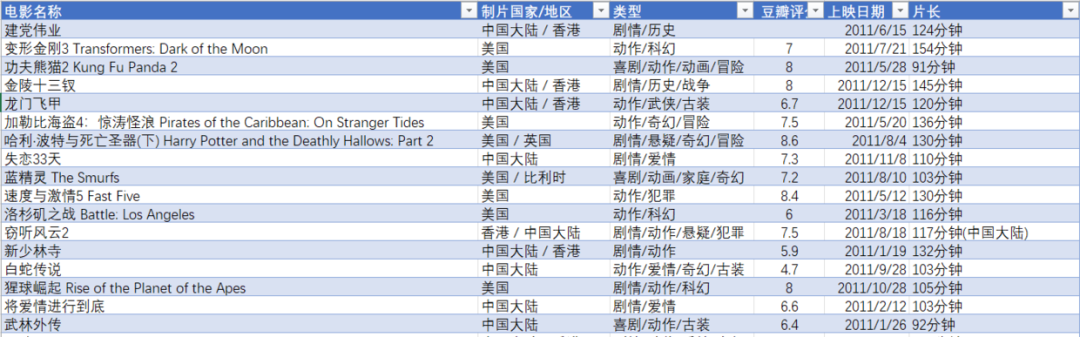 电影名称 制片国家/地区 类型 豆瓣评 上映日期 片长
建党伟业 中国大陆 / 香港 剧情/历史 2011/6/15 124分钟
变形金刚3 Transformers: Dark of the Moon 美国 动作/科幻 7 2011/7/21 154分钟
功夫熊猫2 Kung Fu Panda 2 美国 喜剧/动作/动画/冒险 8 2011/5/28 91分钟
金陵十三钗 中国大陆 / 香港 剧情/历史/战争 8 2011/12/15 145分钟
龙门飞甲 中国大陆 / 香港 动作/武侠/古装 6.7 2011/12/15 120分钟
加勒比海盗4：惊涛怪浪 Pirates of the Caribbean: On Stranger Tides 美国 动作/奇幻/冒险 7.5 2011/5/20 136分钟
哈利·波特与死亡圣器(下) Harry Potter and the Deathly Hallows: Part 2 美国 / 英国 剧情/悬疑/奇幻/冒险 8.6 2011/8/4 130分钟
失恋33天 中国大陆 剧情/爱情 7.3 2011/11/8 110分钟
蓝精灵 The Smurfs 美国 / 比利时 喜剧/动画/家庭/奇幻 7.2 2011/8/10 103分钟
速度与激情5 Fast Five 美国 动作/犯罪 8.4 2011/5/12 130分钟
洛杉矶之战 Battle: Los Angeles 美国 动作/科幻 6 2011/3/18 116分钟
窃听风云2 香港 / 中国大陆 剧情/动作/悬疑/犯罪 7.5 2011/8/18 117分钟(中国大陆)
新少林寺 中国大陆 / 香港 剧情/动作 5.9 2011/1/19 132分钟
白蛇传说 中国大陆 动作/爱情/奇幻/古装 4.7 2011/9/28 103分钟
猩球崛起 Rise of the Planet of the Apes 美国 剧情/动作/科幻 8 2011/10/28 105分钟
将爱情进行到底 中国大陆 剧情/爱情 6.6 2011/2/12 103分钟
武林外传 中国大陆 喜剧/动作/古装 6.4 2011/1/26 92分钟